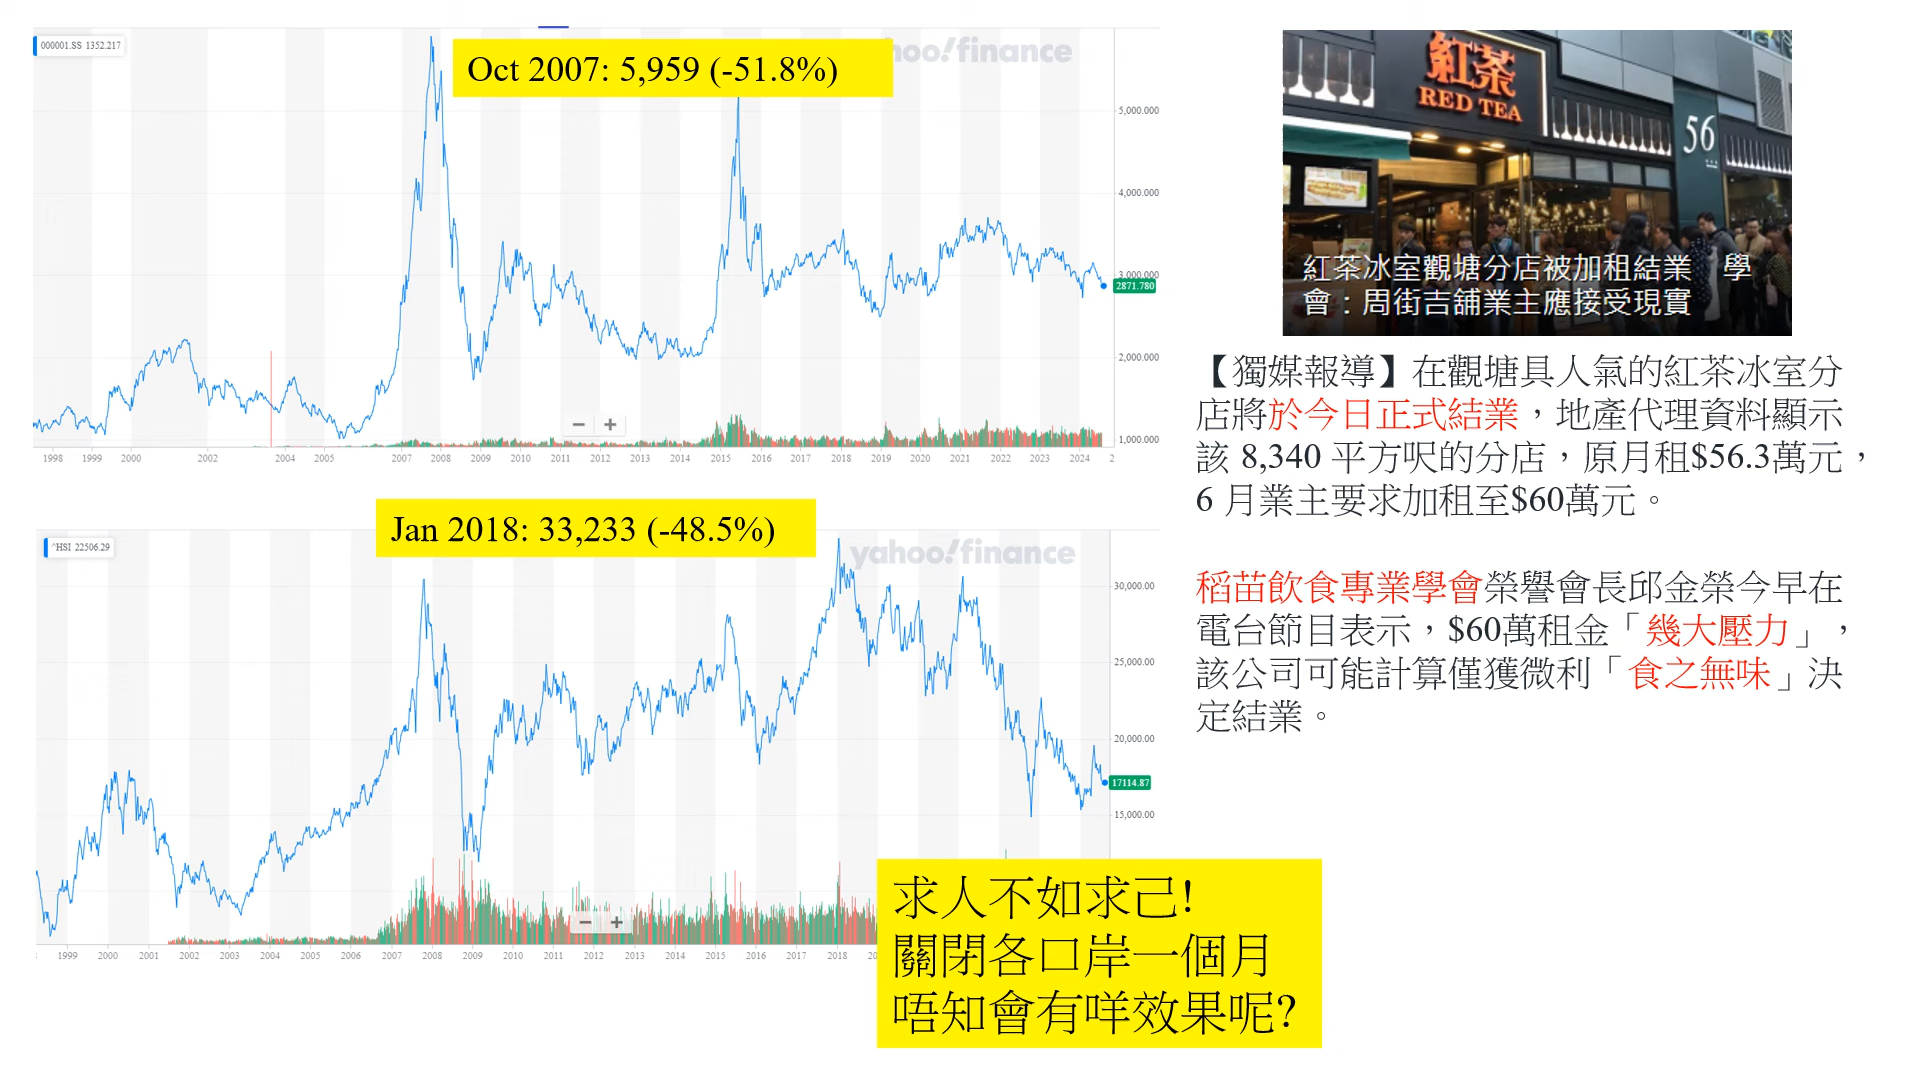 000001.SS 1352.217
Oct 2007: 5,959 (-51.8%)
hoo!finance
5,000.000
4,000.000
3,000.000
2871.780
2,000.000
1,000.000
1998 1999 2000 2002 2004 2005 2007 2008 2009 2010 2011 2012 2013 2014 2015 2016 2017 2018 2019 2020 2021 2022 2023 2024 2
Jan 2018: 33,233 (-48.5%)
^HSI 22506.29
yahoo!finance
30,000.00
25,000.00
20,000.00
17114.87
15,000.00
1999 2000 2001 2002 2003 2004 2005 2006 2007 2008 2009 2010 2011 2012 2013 2014 2015 2016 2017 2018 20
求人不如求己!
關閉各口岸一個月
唔知會有咩效果呢?
紅茶
RED TEA
56
紅茶冰室觀塘分店被加租結業 學
會：周街吉舖業主應接受現實
【獨媒報導】在觀塘具人氣的紅茶冰室分
店將於今日正式結業，地產代理資料顯示
該 8,340 平方呎的分店，原月租$56.3萬元，
6 月業主要求加租至$60萬元。
稻苗飲食專業學會榮譽會長邱金榮今早在
電台節目表示，$60萬租金「幾大壓力」，
該公司可能計算僅獲微利「食之無味」決
定結業。